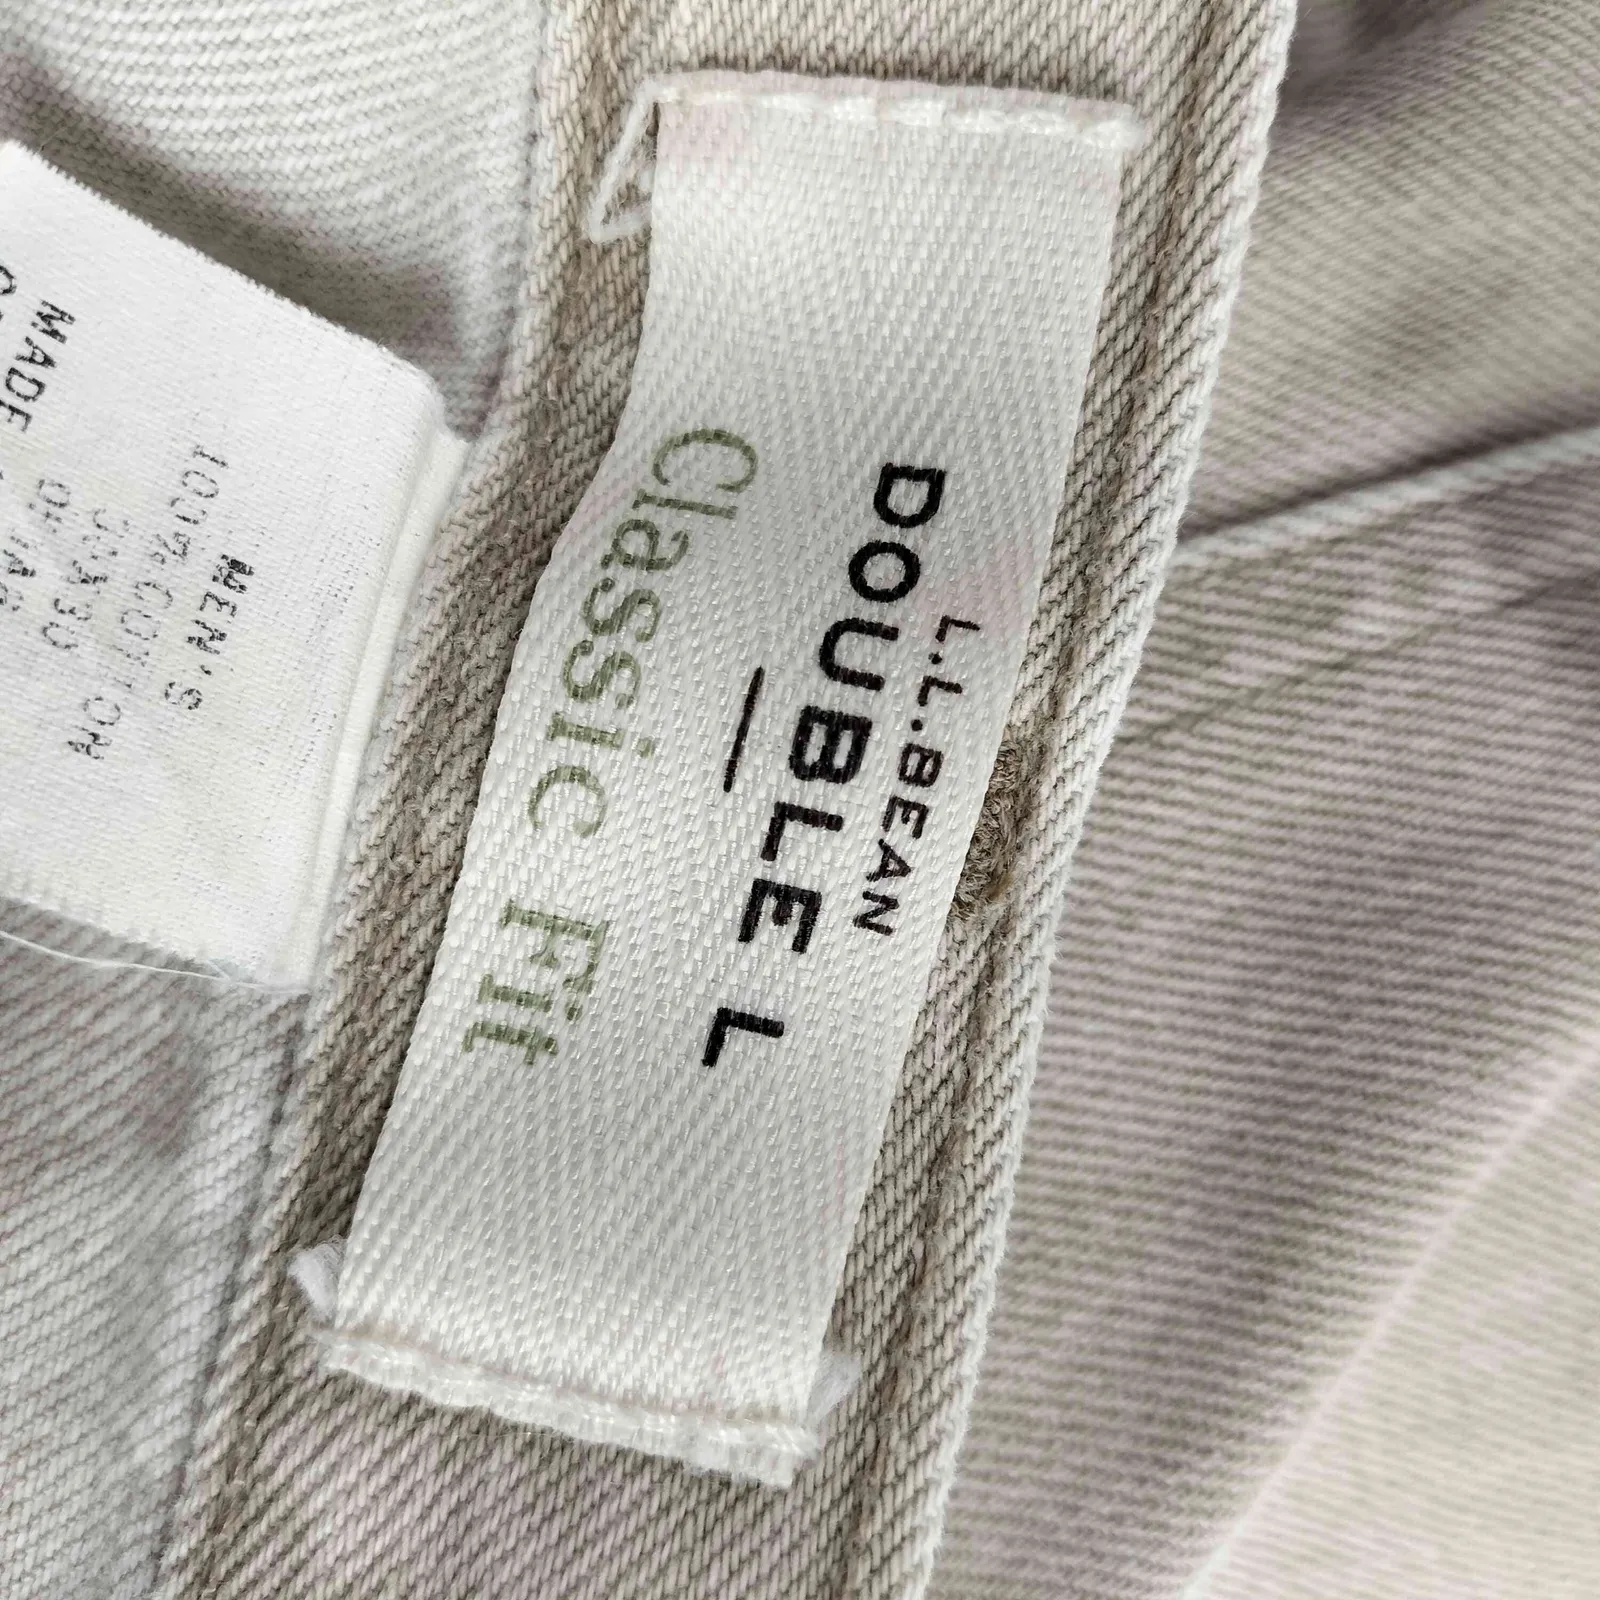 L.L.BEAN
DOUBLE L
Classic Fit
MEN'S
100% COTTON
MADE